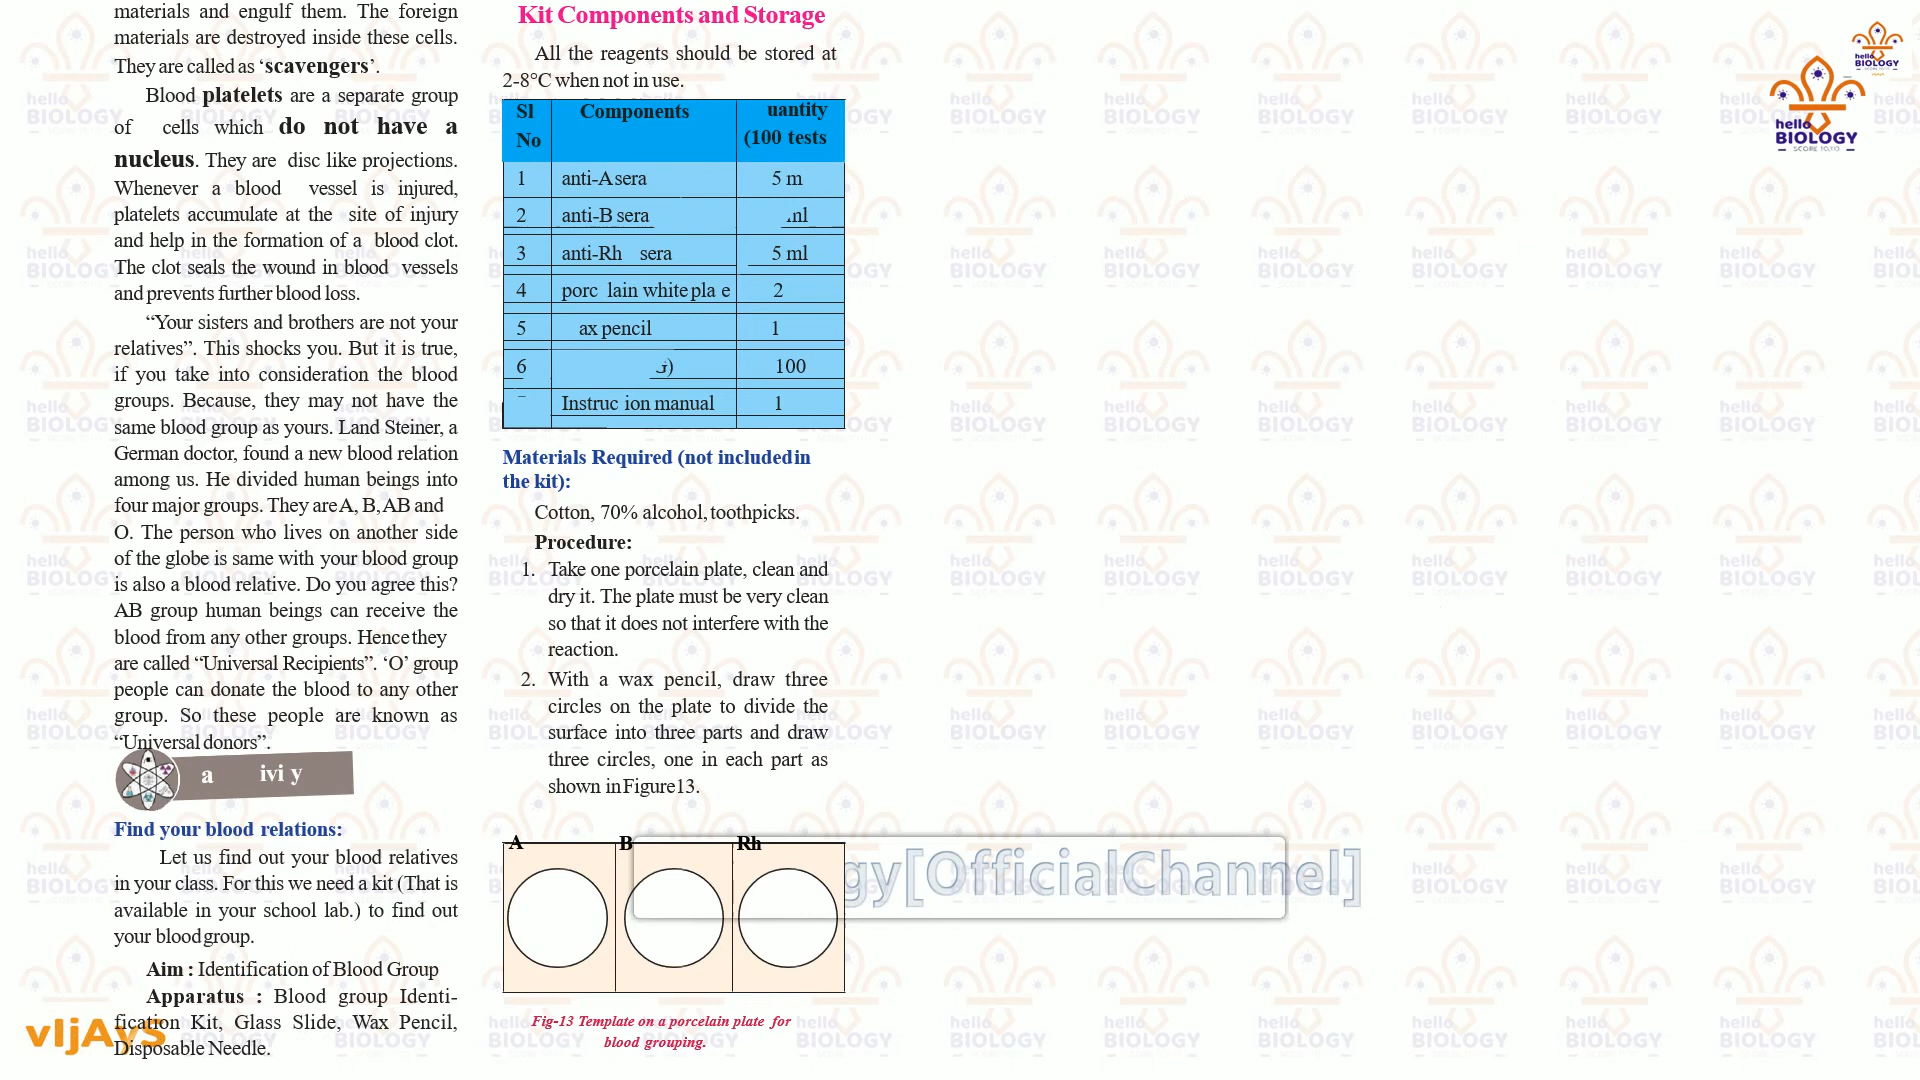 materials and engulf them. The foreign
materials are destroyed inside these cells.
They are called as ‘scavengers’.
Blood platelets are a separate group
of cells which do not have a
nucleus. They are disc like projections.
Whenever a blood vessel is injured,
platelets accumulate at the site of injury
and help in the formation of a blood clot.
The clot seals the wound in blood vessels
and prevents further blood loss.
“Your sisters and brothers are not your
relatives”. This shocks you. But it is true,
if you take into consideration the blood
groups. Because, they may not have the
same blood group as yours. Land Steiner, a
German doctor, found a new blood relation
among us. He divided human beings into
four major groups. They are A, B, AB and
O. The person who lives on another side
of the globe is same with your blood group
is also a blood relative. Do you agree this?
AB group human beings can receive the
blood from any other groups. Hence they
are called “Universal Recipients”. ‘O’ group
people can donate the blood to any other
group. So these people are known as
“Universal donors”.
a ivi y
Find your blood relations:
Let us find out your blood relatives
in your class. For this we need a kit (That is
available in your school lab.) to find out
your blood group.
Aim : Identification of Blood Group
Apparatus : Blood group Identi-
fication Kit, Glass Slide, Wax Pencil,
Disposable Needle.
Kit Components and Storage
All the reagents should be stored at
2-8°C when not in use.
Sl No Components uantity (100 tests
1 anti-A sera 5 m
2 anti-B sera ml
3 anti-Rh sera 5 ml
4 porc lain white pla e 2
5 ax pencil 1
6 G) 100
Instruc ion manual 1
Materials Required (not included in
the kit):
Cotton, 70% alcohol, toothpicks.
Procedure:
1. Take one porcelain plate, clean and
dry it. The plate must be very clean
so that it does not interfere with the
reaction.
2. With a wax pencil, draw three
circles on the plate to divide the
surface into three parts and draw
three circles, one in each part as
shown in Figure 13.
A B Rh
gy[OfficialChannel]
Fig-13 Template on a porcelain plate for
blood grouping.
hello
BIOLOGY
hello
BIOLOGY
SCORE 10/10
vIjAyS